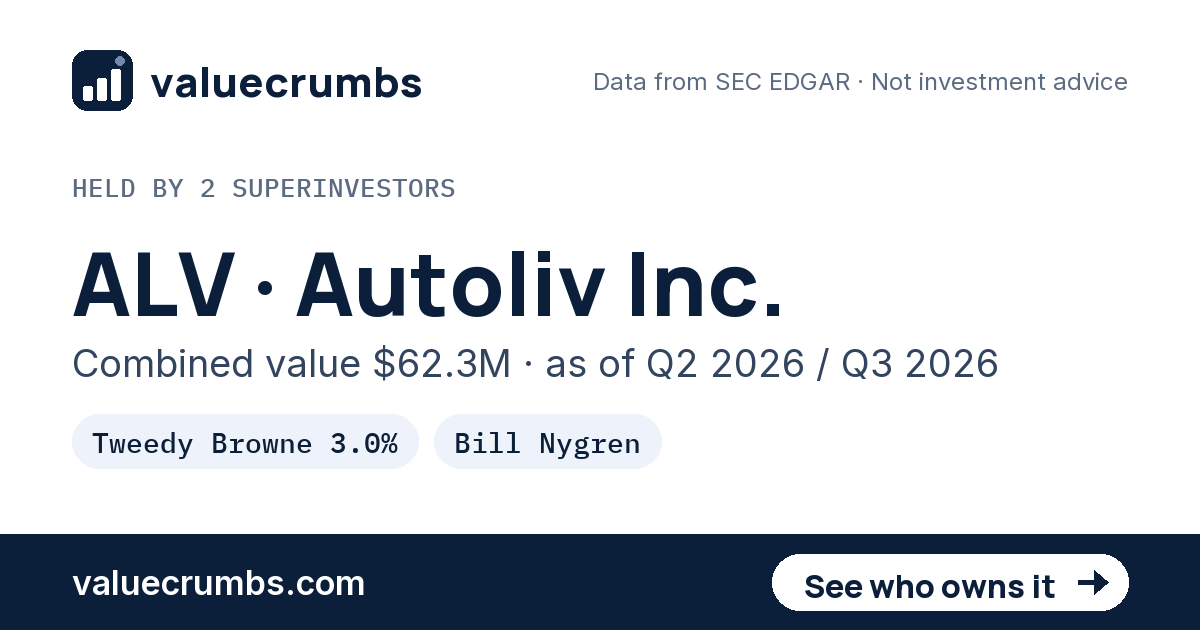 valuecrumbs
Data from SEC EDGAR · Not investment advice
HELD BY 2 SUPERINVESTORS
ALV · Autoliv Inc.
Combined value $62.3M · as of Q2 2026 / Q3 2026
Tweedy Browne 3.0%
Bill Nygren
valuecrumbs.com
See who owns it →